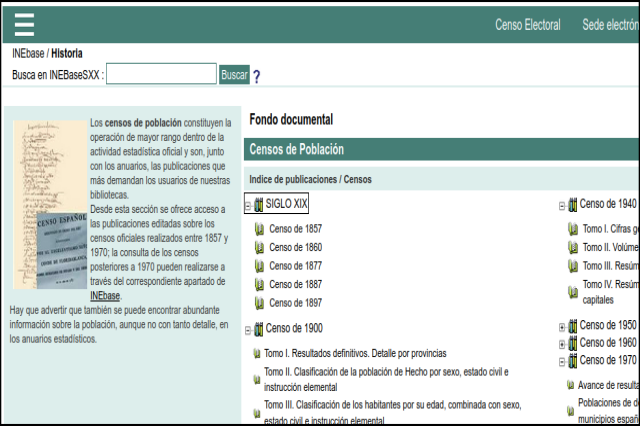 Censo Electoral Sede electrón
INEbase / Historia
Busca en INEBaseSXX : Buscar ?
Los censos de población constituyen la
operación de mayor rango dentro de la
actividad estadística oficial y son, junto
con los anuarios, las publicaciones que
más demandan los usuarios de nuestras
bibliotecas.
Desde esta sección se ofrece acceso a
las publicaciones editadas sobre los
censos oficiales realizados entre 1857 y
1970; la consulta de los censos
posteriores a 1970 pueden realizarse a
través del correspondiente apartado de
INEbase.
Hay que advertir que también se puede encontrar abundante
información sobre la población, aunque no con tanto detalle, en
los anuarios estadísticos.
CENSO ESPAÑOL
Fondo documental
Censos de Población
Indice de publicaciones / Censos
SIGLO XIX
Censo de 1857
Censo de 1860
Censo de 1877
Censo de 1887
Censo de 1897
Censo de 1900
Tomo I. Resultados definitivos. Detalle por provincias
Tomo II. Clasificación de la población de Hecho por sexo, estado civil e
instrucción elemental
Tomo III. Clasificación de los habitantes por su edad, combinada con sexo,
estado civil e instrucción elemental
Censo de 1940
Tomo I. Cifras ge
Tomo II. Volúme
Tomo III. Resúm
Tomo IV. Resúm
capitales
Censo de 1950
Censo de 1960
Censo de 1970
Avance de resulta
Poblaciones de d
municipios españ